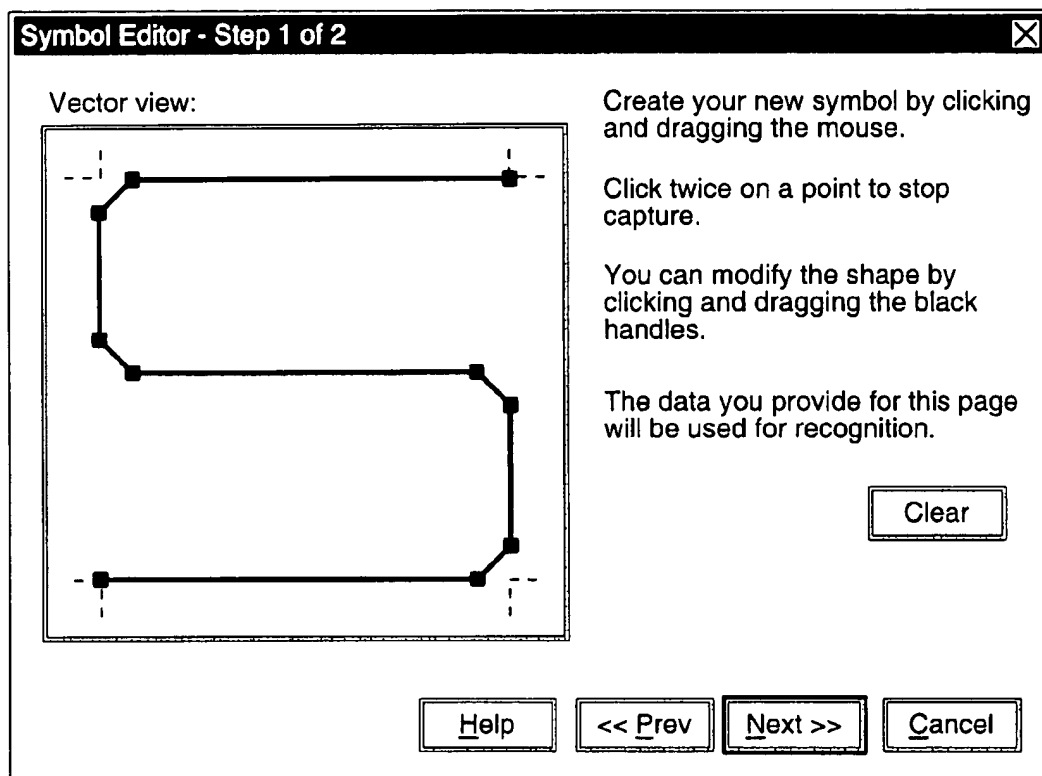 Symbol Editor - Step 1 of 2
Vector view:
Create your new symbol by clicking
and dragging the mouse.
Click twice on a point to stop
capture.
You can modify the shape by
clicking and dragging the black
handles.
The data you provide for this page
will be used for recognition.
Clear
Help
<< Prev
Next >>
Cancel